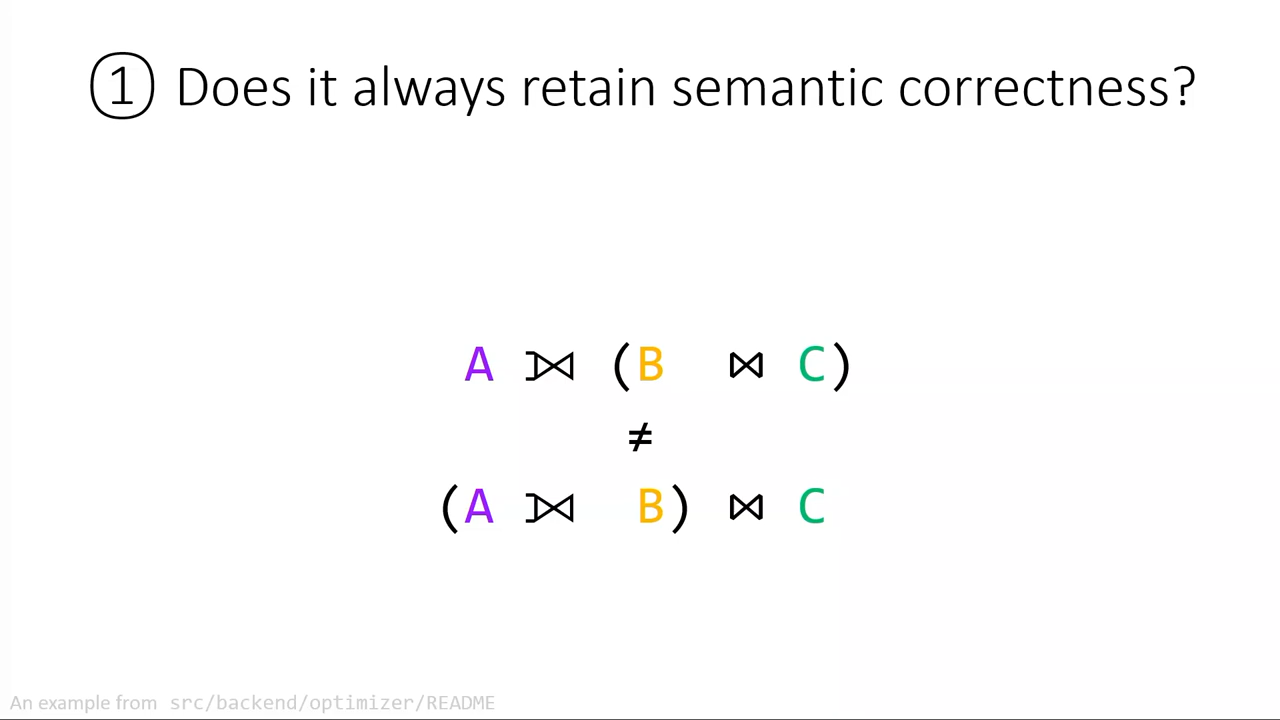 ① Does it always retain semantic correctness?
A ⟕ (B ⋈ C)
≠
(A ⟕ B) ⋈ C
An example from src/backend/optimizer/README